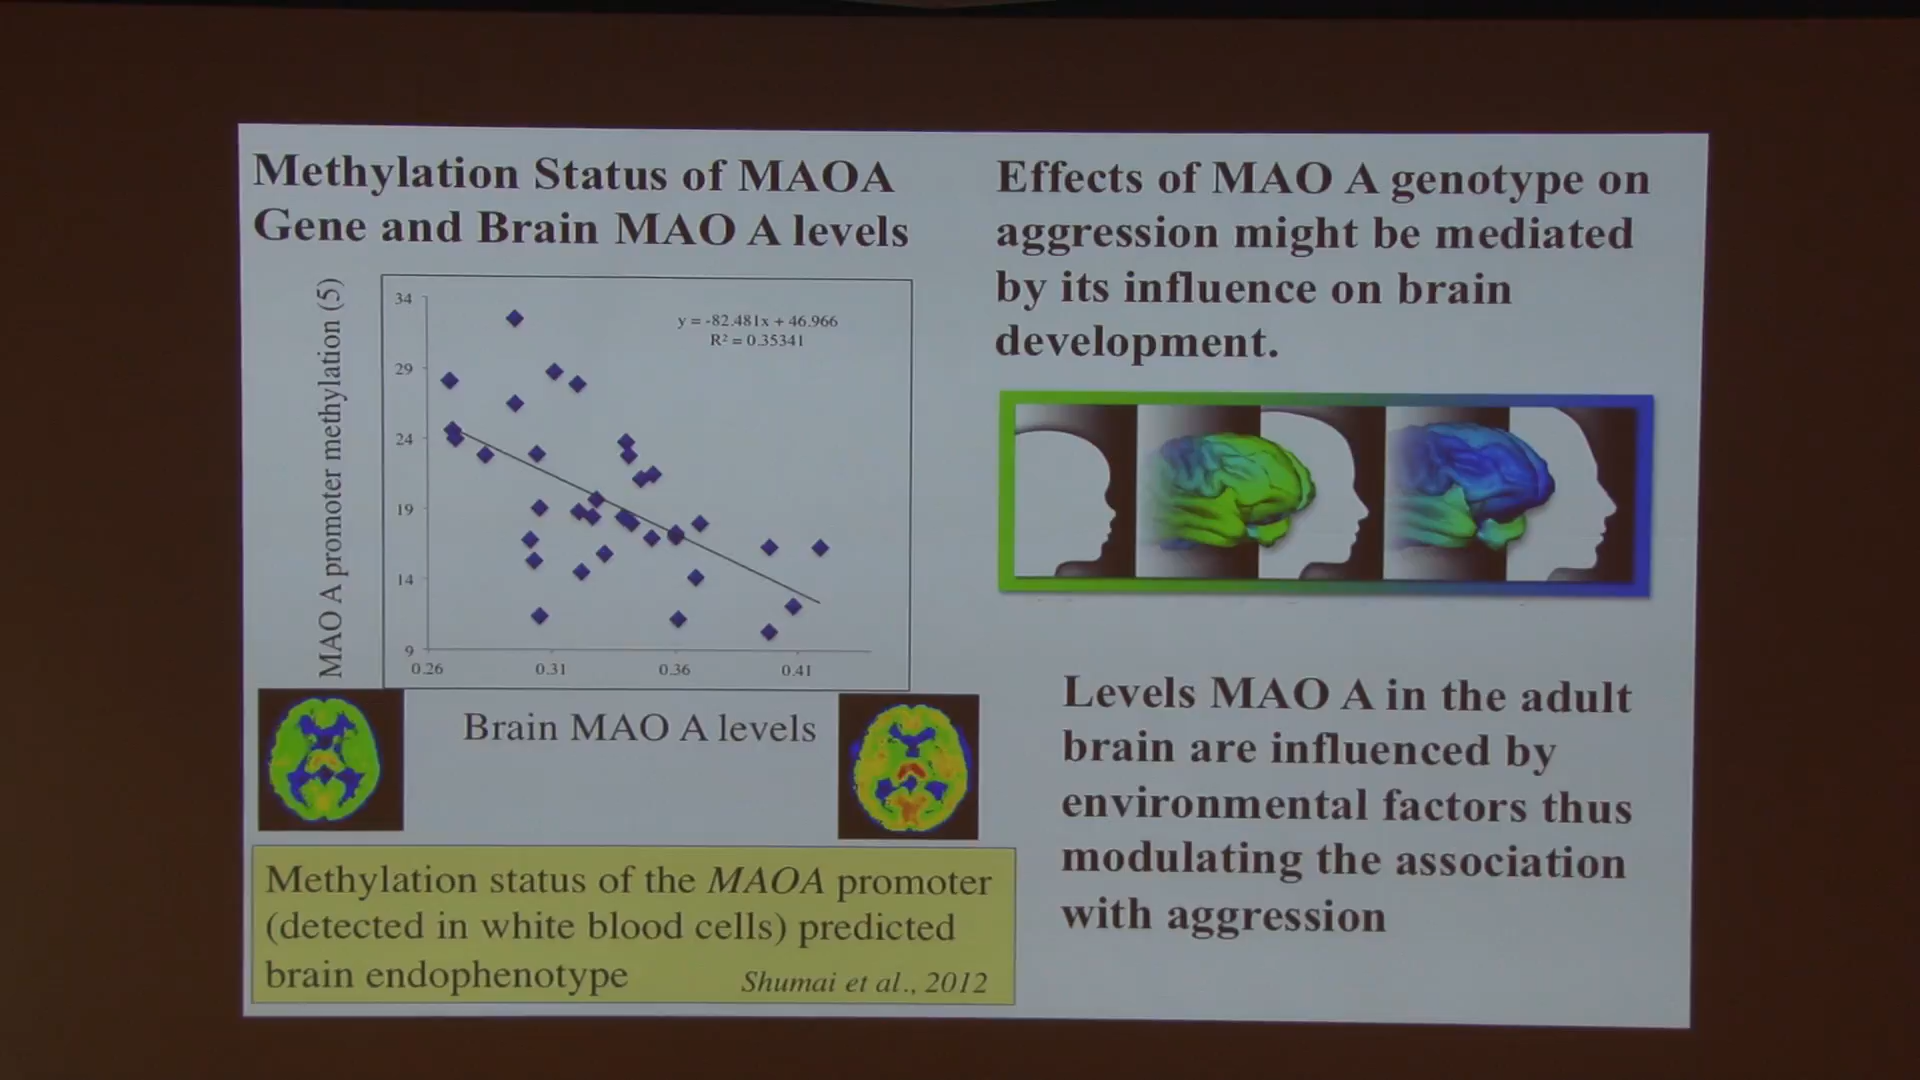 Methylation Status of MAOA
Gene and Brain MAO A levels
MAO A promoter methylation (5)
34
29
24
19
14
9
y = -82.481x + 46.966
R² = 0.35341
0.26
0.31
0.36
0.41
Brain MAO A levels
Methylation status of the MAOA promoter
(detected in white blood cells) predicted
brain endophenotype
Shumai et al., 2012
Effects of MAO A genotype on
aggression might be mediated
by its influence on brain
development.
Levels MAO A in the adult
brain are influenced by
environmental factors thus
modulating the association
with aggression